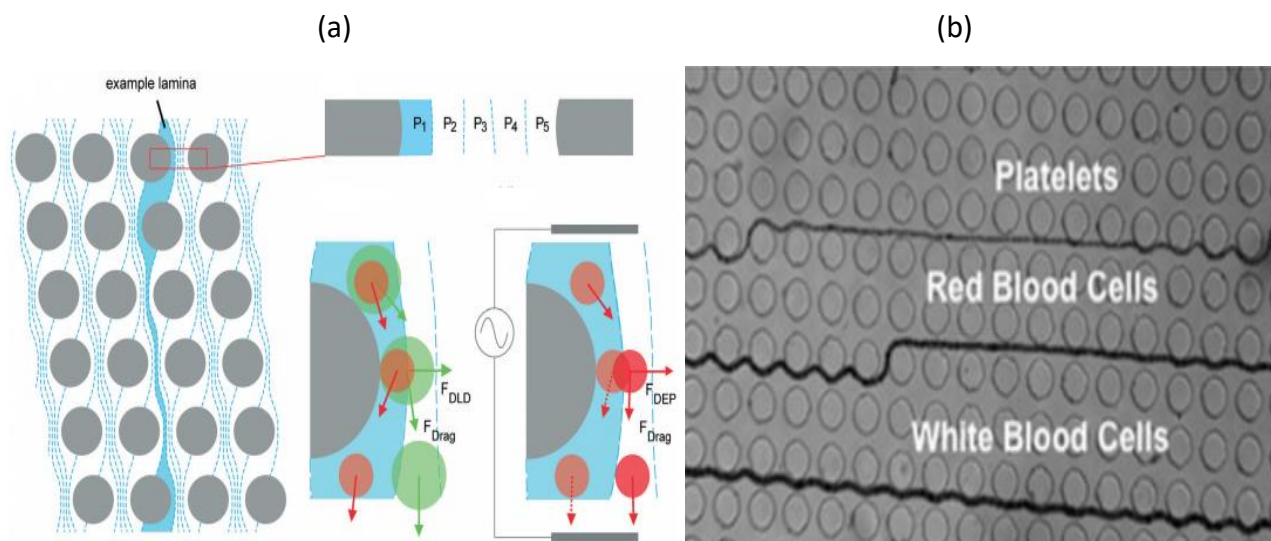 (a)
(b)
example lamina
P1 P2 P3 P4 P5
FDLD
FDrag
FDEP
FDrag
Platelets
Red Blood Cells
White Blood Cells